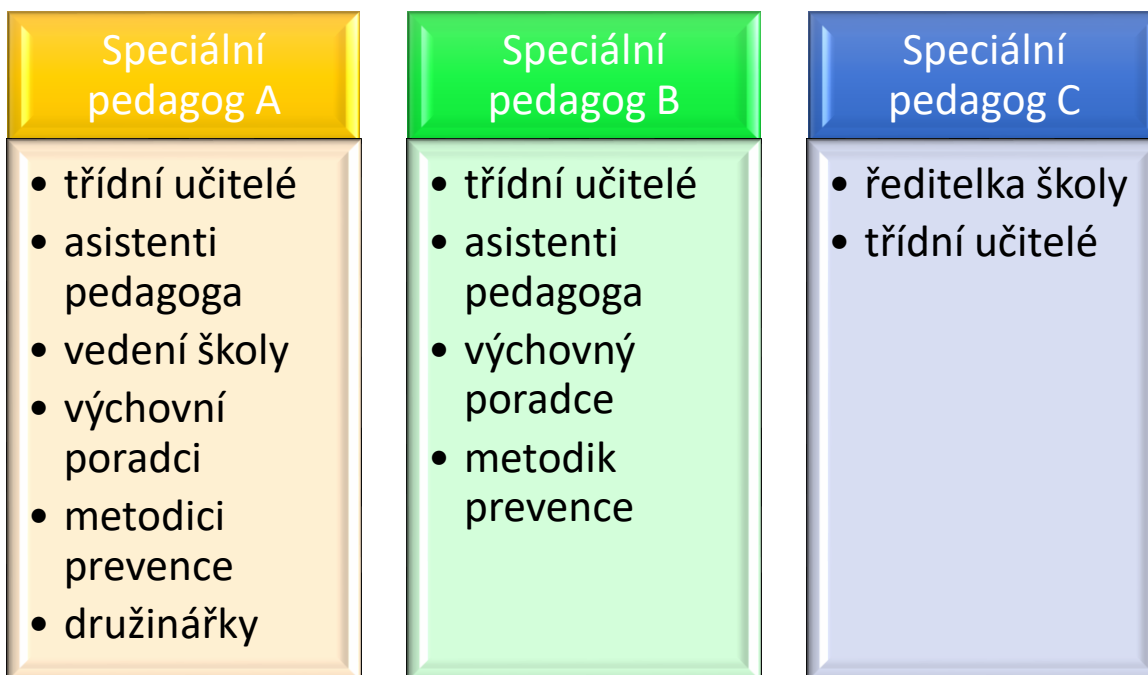 Speciální
pedagog A
• třídní učitelé
• asistenti
pedagoga
• vedení školy
• výchovní
poradci
• metodici
prevence
• družinářky
Speciální
pedagog B
• třídní učitelé
• asistenti
pedagoga
• výchovný
poradce
• metodik
prevence
Speciální
pedagog C
• ředitelka školy
• třídní učitelé